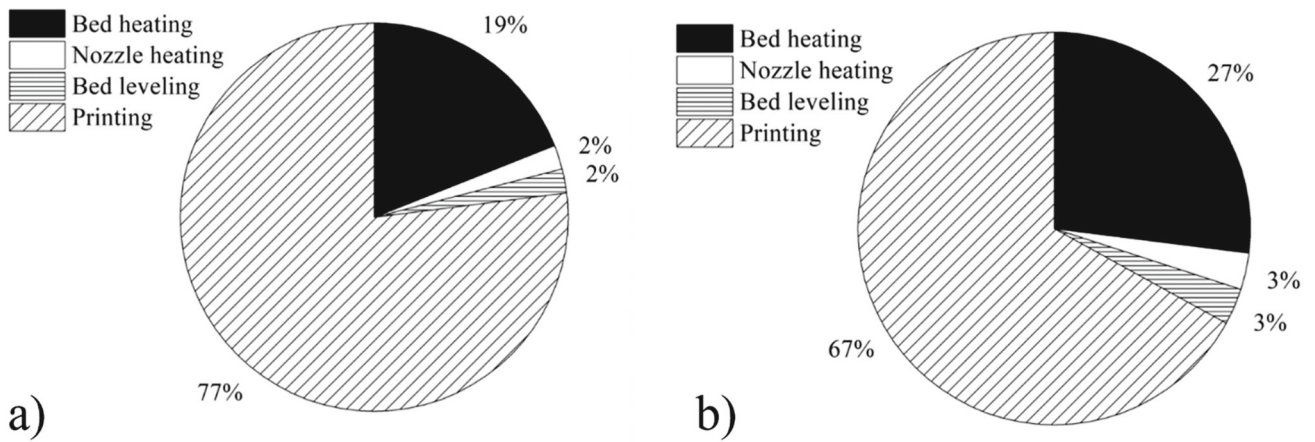 Bed heating
Nozzle heating
Bed leveling
Printing
19%
2%
2%
77%
a)
Bed heating
Nozzle heating
Bed leveling
Printing
27%
3%
3%
67%
b)